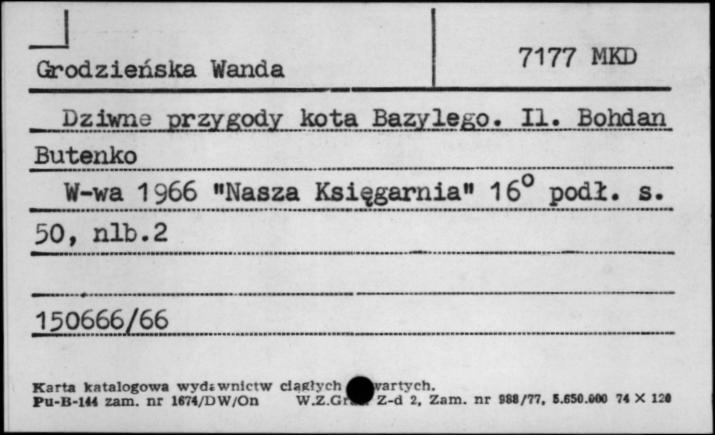 Grodzieńska Wanda
7177 MKD
Dziwne przygody kota Bazylego. Il. Bohdan
Butenko
W-wa 1966 "Nasza Księgarnia" 16° podł. s.
50, nlb.2
150666/66
Karta katalogowa wydawnictw ciągłych
Pu-B-144 zam. nr 1674/DW/On W.Z.Graf. Z-d 2, Zam. nr 988/77, 5.650.000 74 X 120